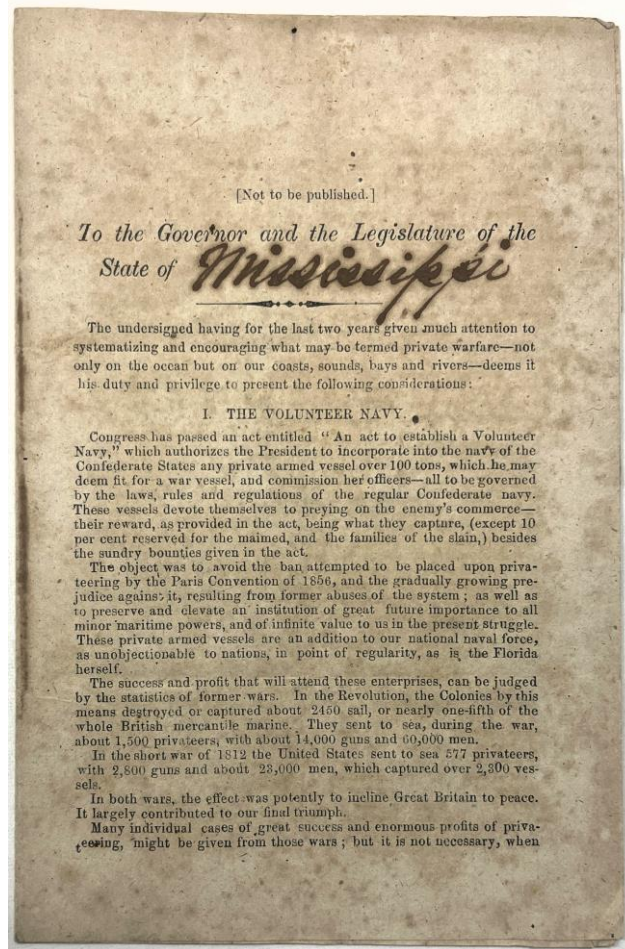 [Not to be published.]
To the Governor and the Legislature of the
State of Mississippi
The undersigned having for the last two years given much attention to
systematizing and encouraging what may be termed private warfare—not
only on the ocean but on our coasts, sounds, bays and rivers—deems it
his duty and privilege to present the following considerations:
I. THE VOLUNTEER NAVY.
Congress has passed an act entitled "An act to establish a Volunteer
Navy," which authorizes the President to incorporate into the navy of the
Confederate States any private armed vessel over 100 tons, which he may
deem fit for a war vessel, and commission her officers—all to be governed
by the laws, rules and regulations of the regular Confederate navy.
These vessels devote themselves to preying on the enemy's commerce—
their reward, as provided in the act, being what they capture, (except 10
per cent reserved for the maimed, and the families of the slain,) besides
the sundry bounties given in the act.
The object was to avoid the ban attempted to be placed upon priva-
teering by the Paris Convention of 1856, and the gradually growing pre-
judice against it, resulting from former abuses of the system; as well as
to preserve and elevate an institution of great future importance to all
minor maritime powers, and of infinite value to us in the present struggle.
These private armed vessels are an addition to our national naval force,
as unobjectionable to nations, in point of regularity, as is the Florida
herself.
The success and profit that will attend these enterprises, can be judged
by the statistics of former wars. In the Revolution, the Colonies by this
means destroyed or captured about 2450 sail, or nearly one-fifth of the
whole British mercantile marine. They sent to sea, during the war,
about 1,500 privateers, with about 14,000 guns and 60,000 men.
In the short war of 1812 the United States sent to sea 577 privateers,
with 2,800 guns and about 23,000 men, which captured over 2,300 ves-
sels.
In both wars, the effect was potently to incline Great Britain to peace.
It largely contributed to our final triumph.
Many individual cases of great success and enormous profits of priva-
teering, might be given from those wars; but it is not necessary, when